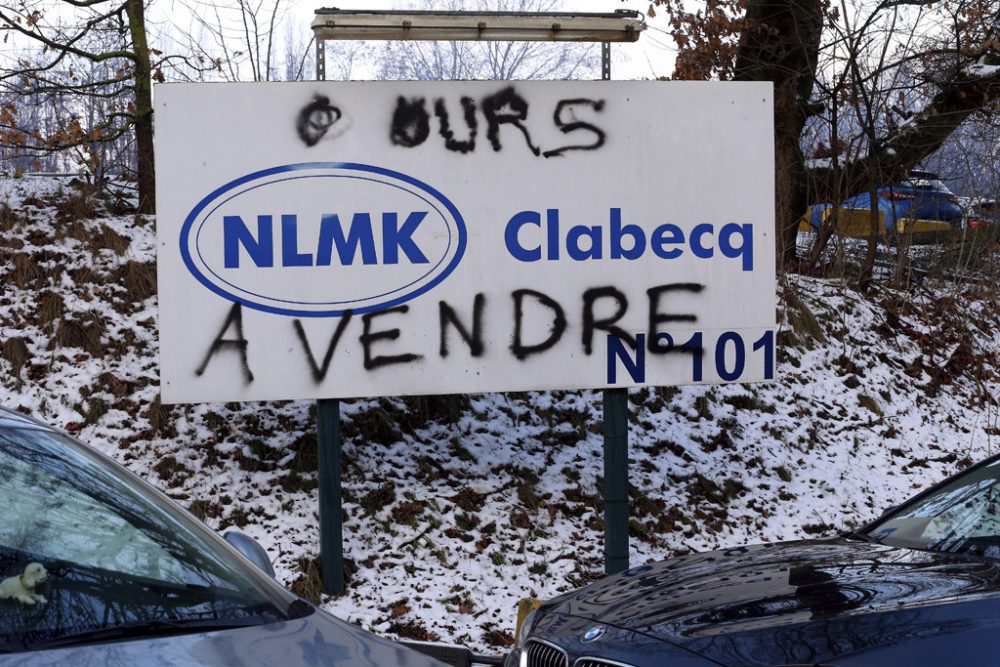 OURS
NLMK Clabecq
A VENDRE
N°101